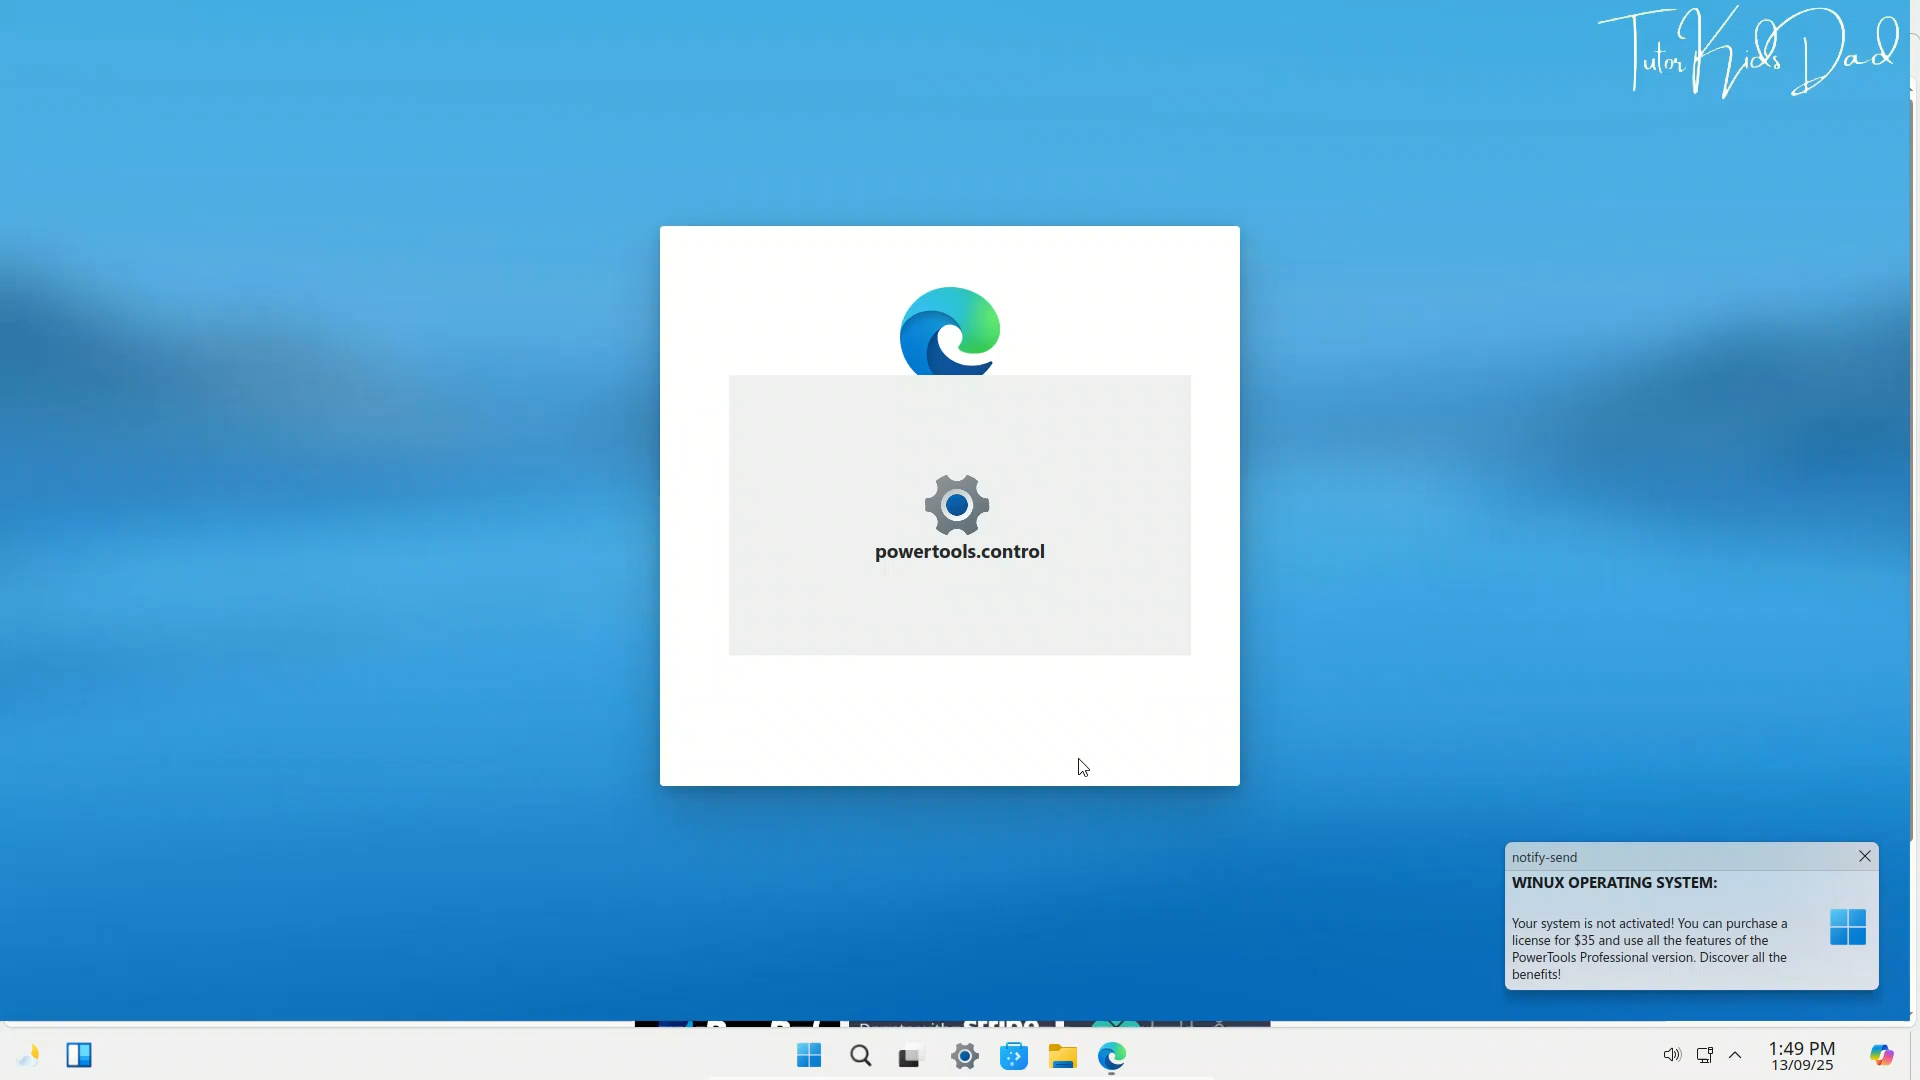 Tutor Kids Dad
powertools.control
notify-send
WINUX OPERATING SYSTEM:
Your system is not activated! You can purchase a
license for $35 and use all the features of the
PowerTools Professional version. Discover all the
benefits!
1:49 PM
13/09/25